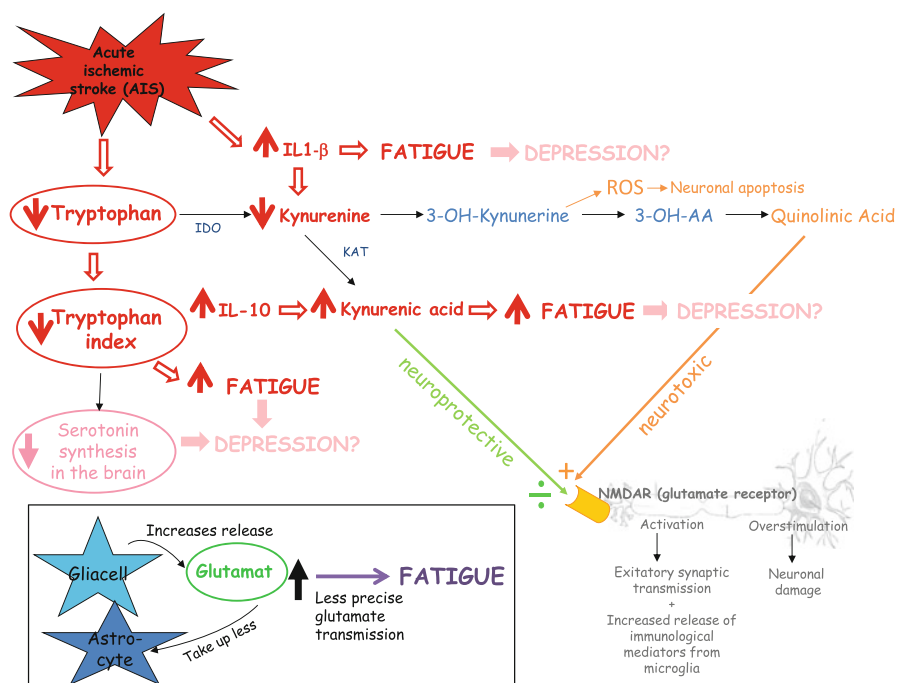 Acute
ischemic
stroke (AIS)
IL1-β
FATIGUE
DEPRESSION?
Tryptophan
IDO
Kynurenine
3-OH-Kynunerine
ROS
Neuronal apoptosis
3-OH-AA
Quinolinic Acid
KAT
Tryptophan
index
IL-10
Kynurenic acid
FATIGUE
DEPRESSION?
FATIGUE
DEPRESSION?
Serotonin
synthesis
in the brain
neuroprotective
neurotoxic
+
÷
NMDAR (glutamate receptor)
Activation
Overstimulation
Exitatory synaptic
transmission
+
Increased release of
immunological
mediators from
microglia
Neuronal
damage
Increases release
Gliacell
Glutamat
FATIGUE
Less precise
glutamate
transmission
Astro-
cyte
Take up less